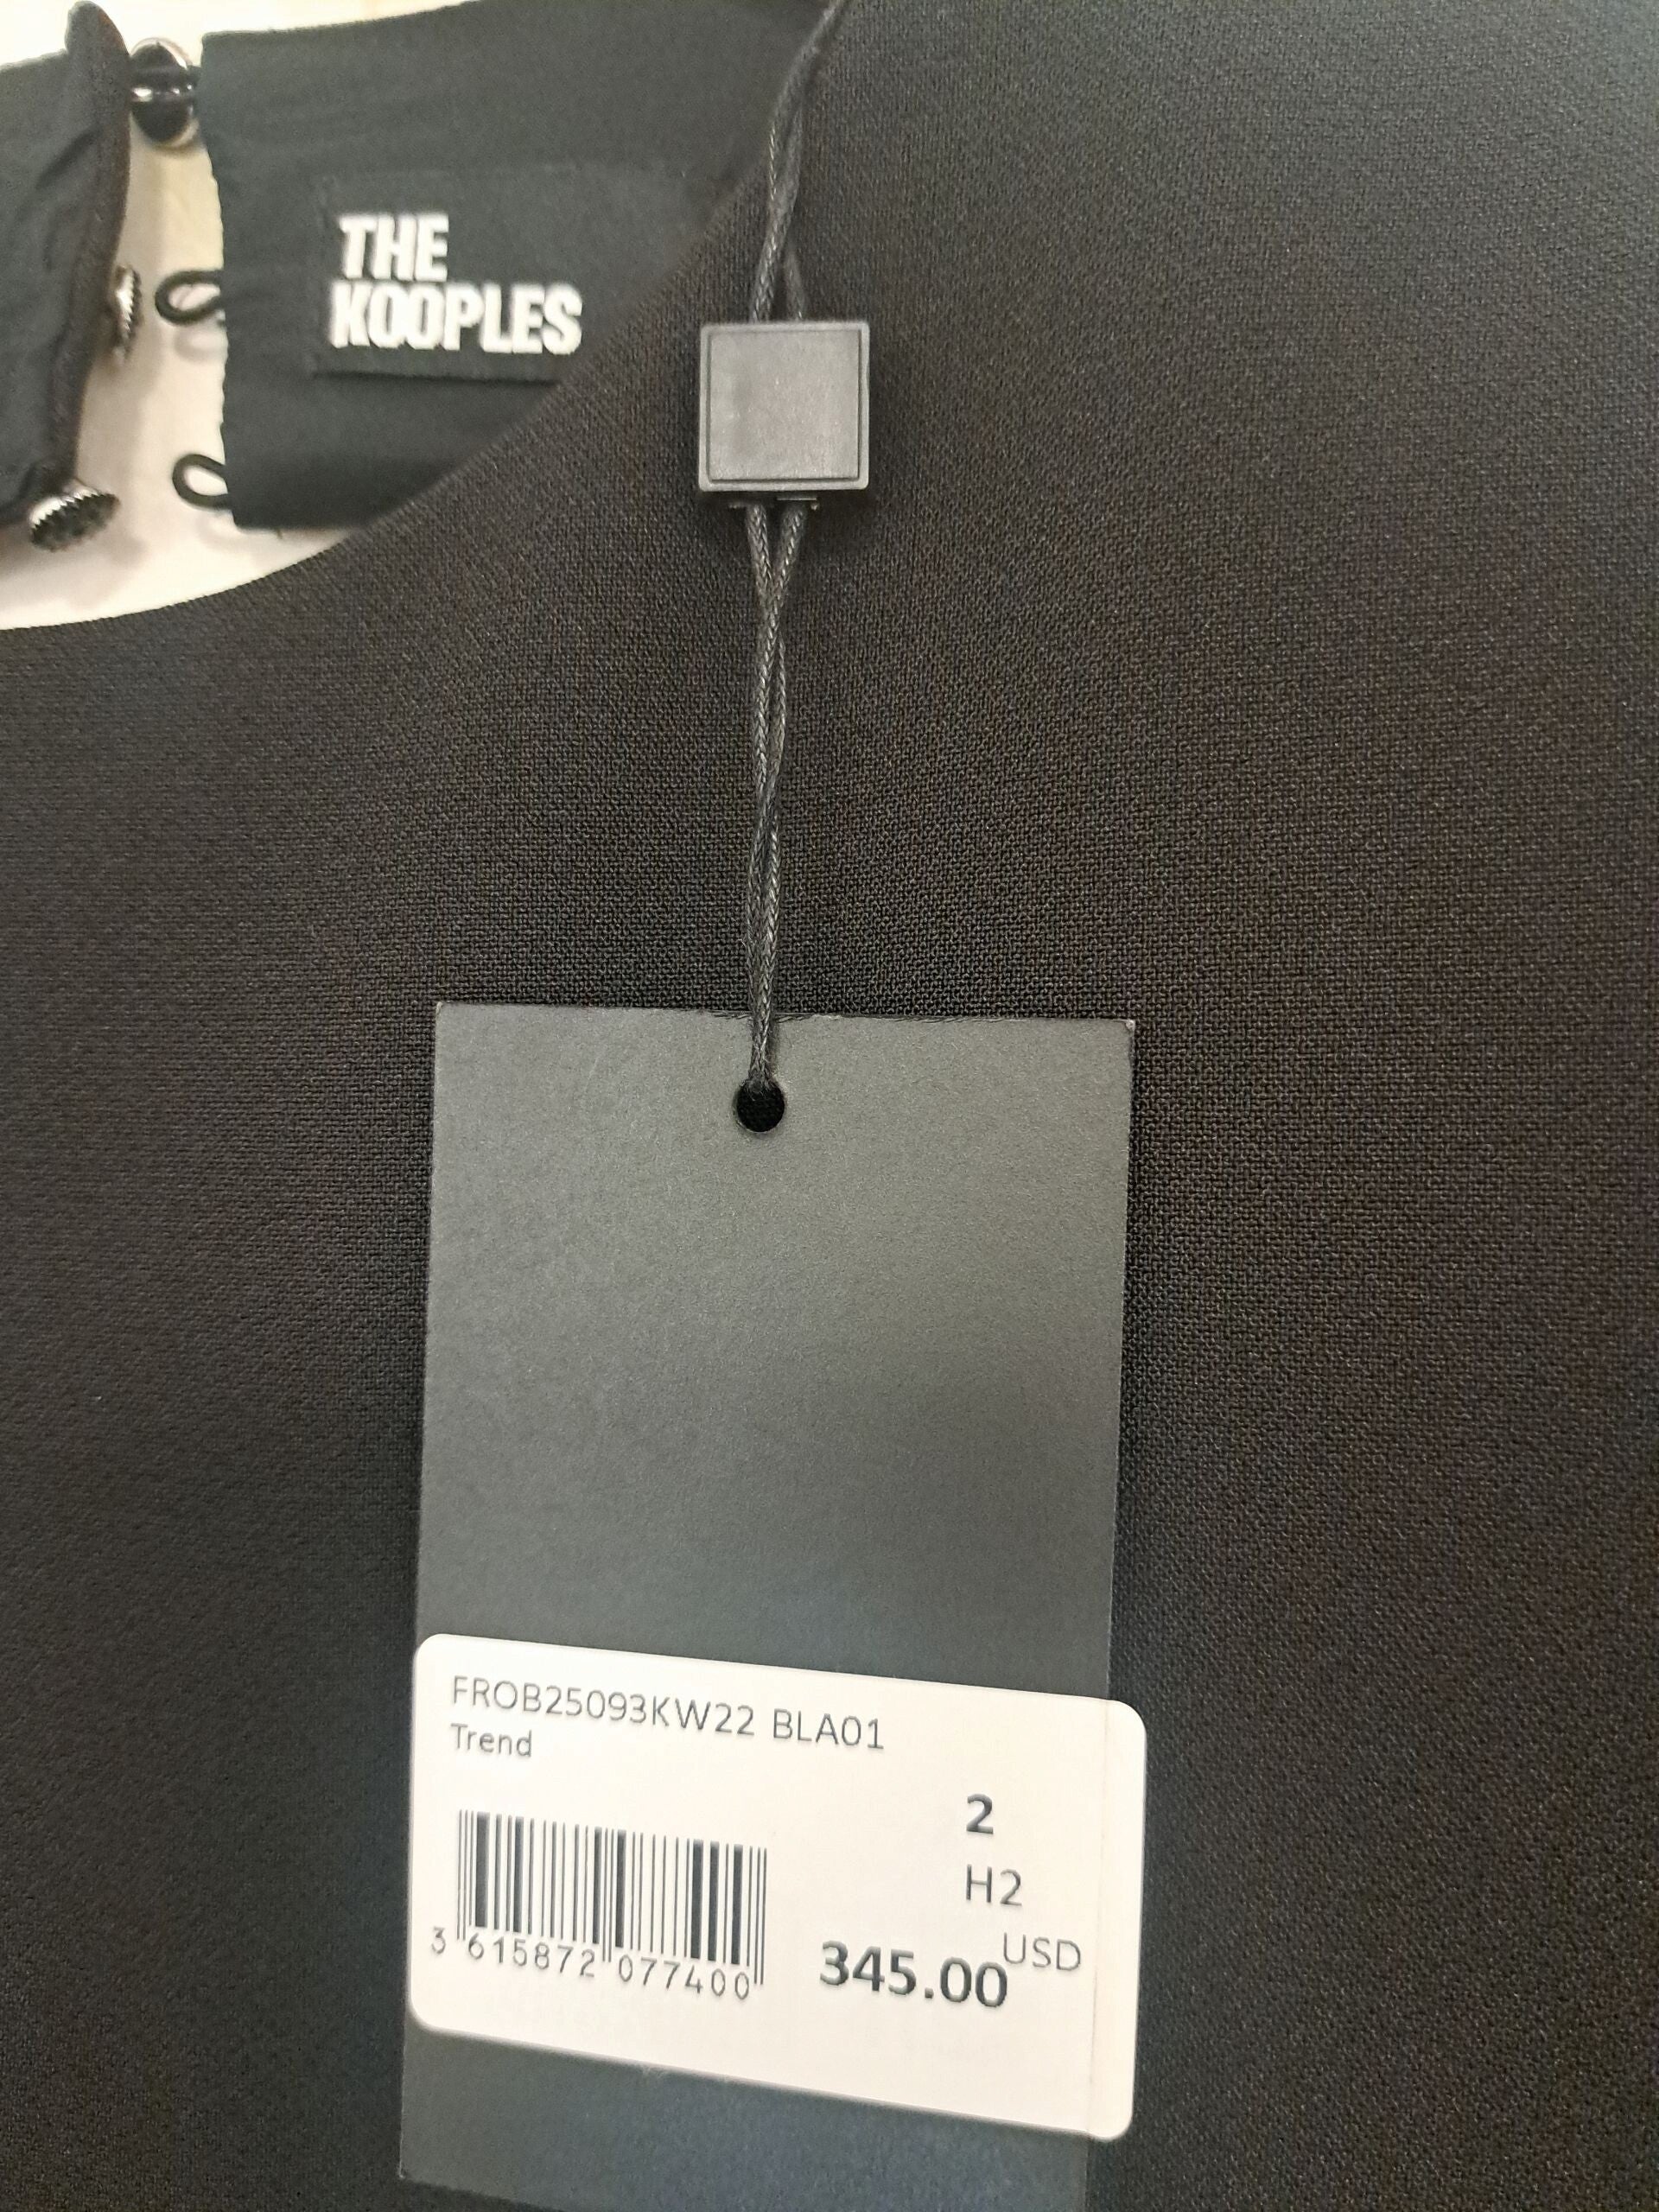 THE
KOOPLES
FROB25093KW22 BLA01
Trend
2
H2
3 615872 077400
345.00 USD